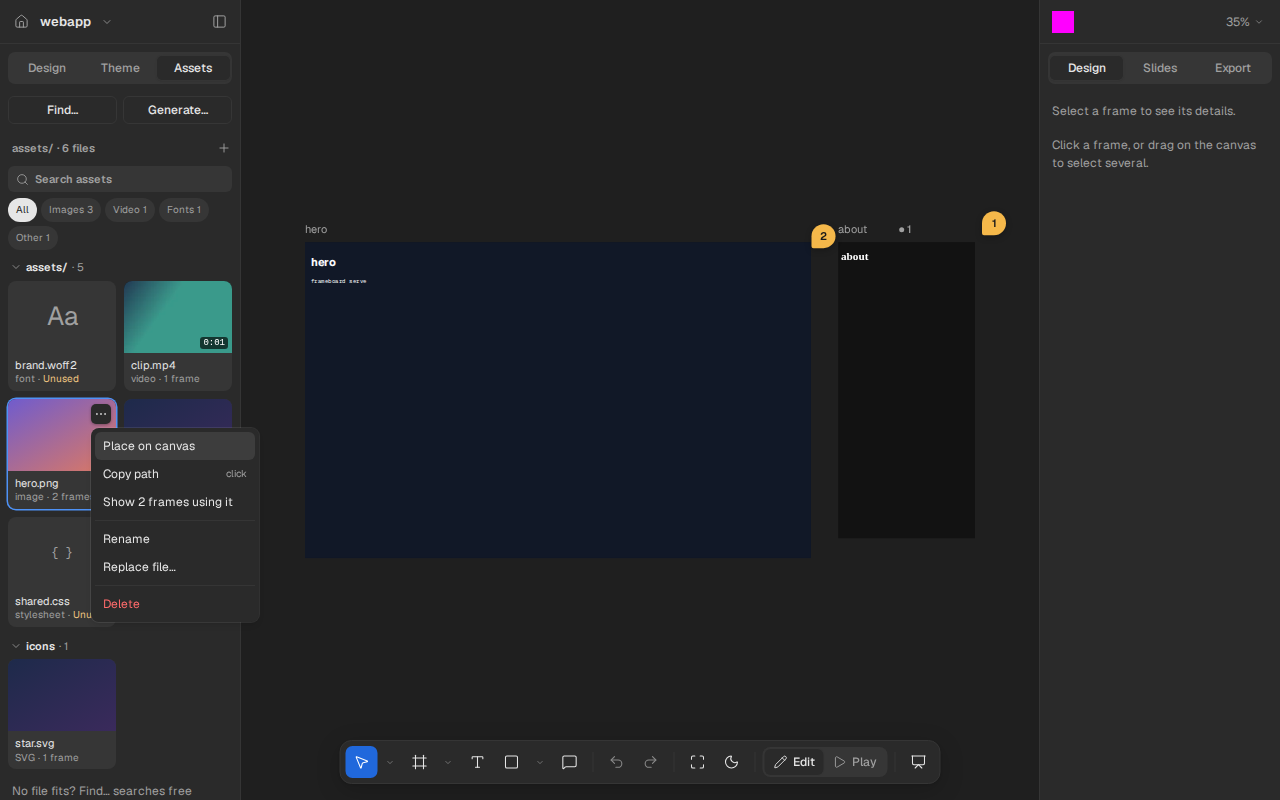 webapp
35%
Design Theme Assets
Design Slides Export
Find... Generate...
Select a frame to see its details.
Click a frame, or drag on the canvas
to select several.
assets/ · 6 files
Search assets
All Images 3 Video 1 Fonts 1
Other 1
assets/ · 5
Aa
brand.woff2
font · Unused
0:01
clip.mp4
video · 1 frame
hero.png
image · 2 frames
Place on canvas
Copy path click
Show 2 frames using it
Rename
Replace file...
Delete
{ }
shared.css
stylesheet · Unu
icons · 1
star.svg
SVG · 1 frame
No file fits? Find... searches free
hero
2
hero
frameboard serve
about 1
1
about
Edit Play